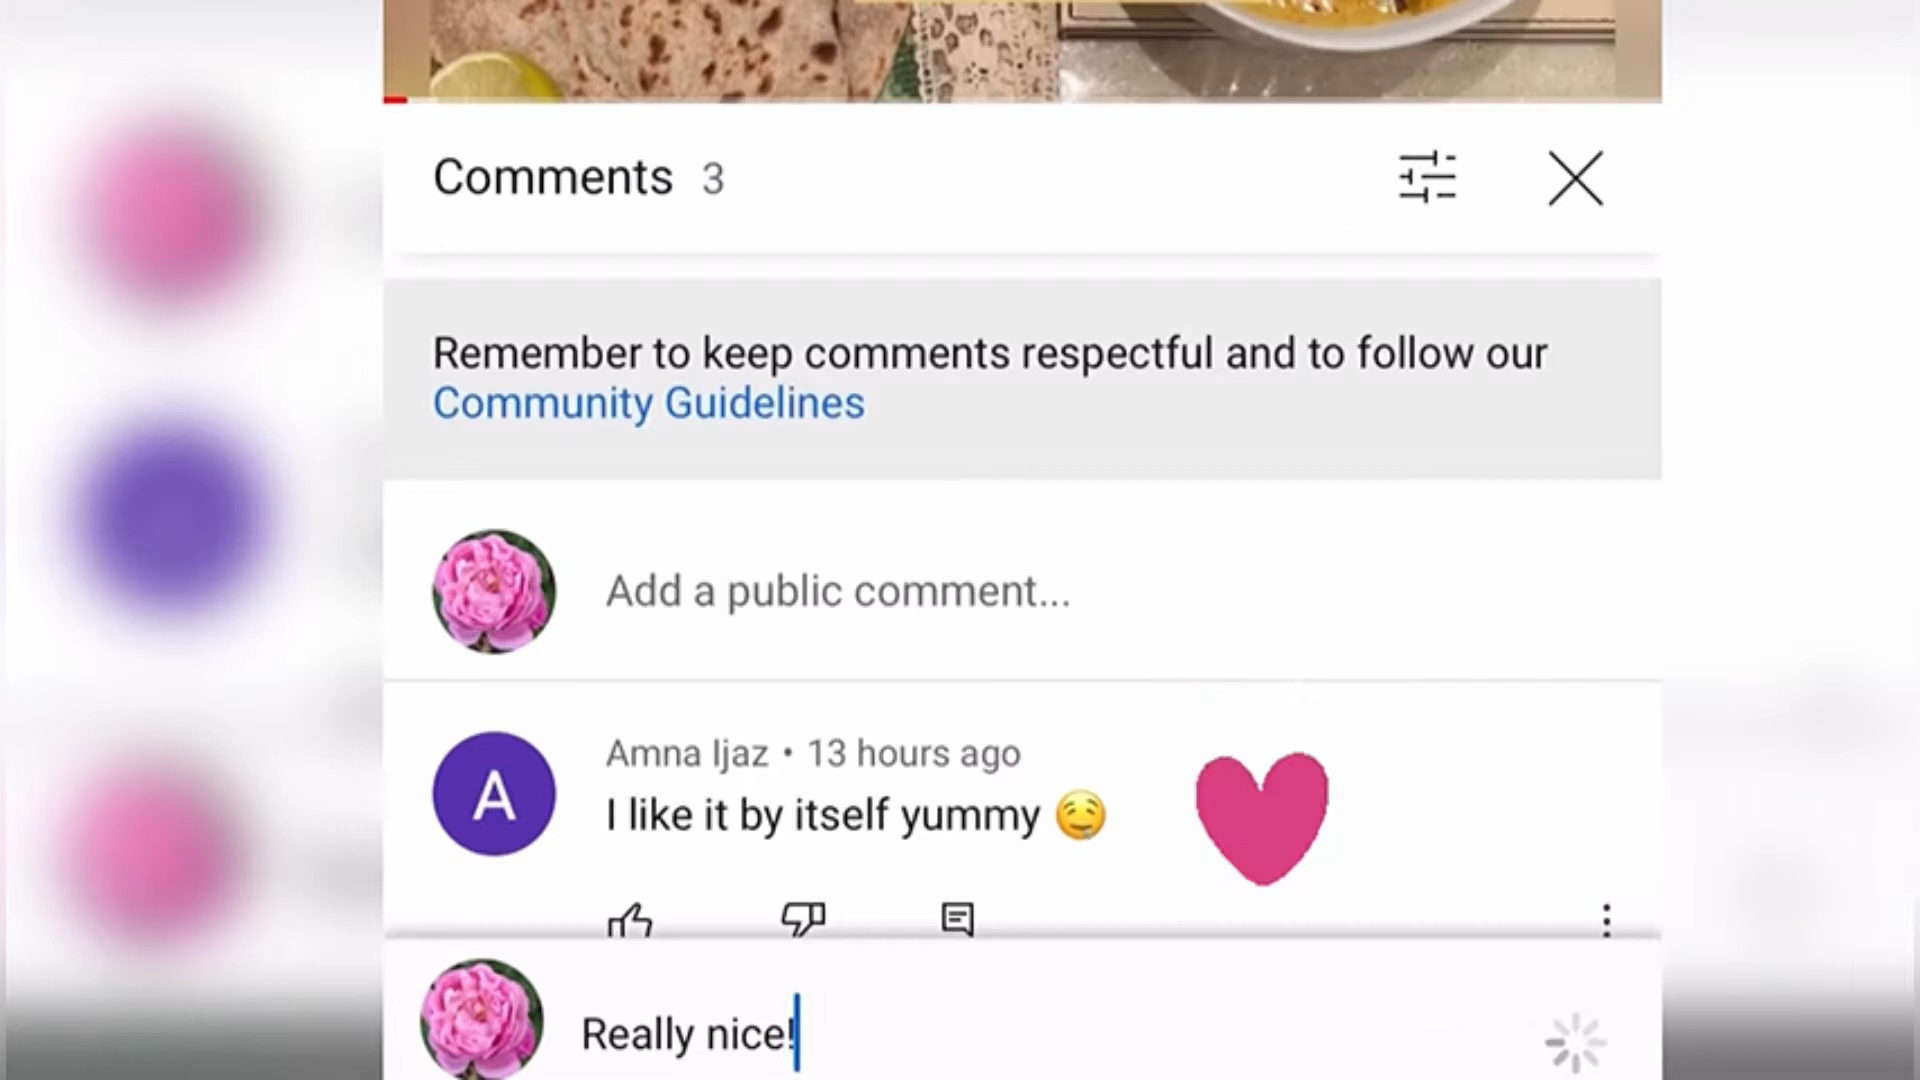 Comments 3
Remember to keep comments respectful and to follow our
Community Guidelines
Add a public comment...
A
Amna Ijaz • 13 hours ago
I like it by itself yummy 🤤
Really nice!